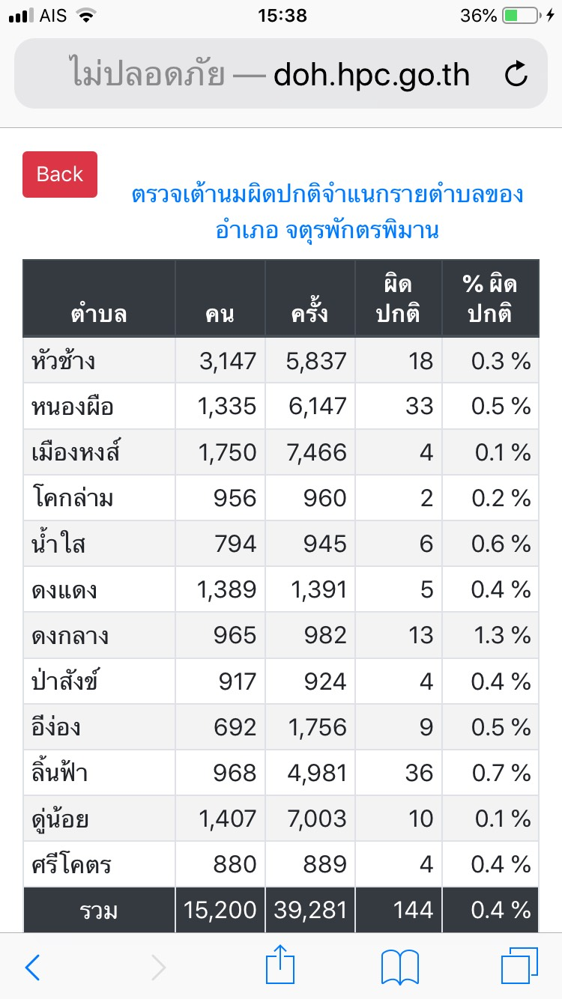 AIS 15:38 36%
ไม่ปลอดภัย — doh.hpc.go.th
Back
ตรวจเต้านมผิดปกติจำแนกรายตำบลของ
อำเภอ จตุรพักตรพิมาน
ตำบล คน ครั้ง ผิดปกติ % ผิดปกติ
หัวช้าง 3,147 5,837 18 0.3 %
หนองผือ 1,335 6,147 33 0.5 %
เมืองหงส์ 1,750 7,466 4 0.1 %
โคกล่าม 956 960 2 0.2 %
น้ำใส 794 945 6 0.6 %
ดงแดง 1,389 1,391 5 0.4 %
ดงกลาง 965 982 13 1.3 %
ป่าสังข์ 917 924 4 0.4 %
อีง่อง 692 1,756 9 0.5 %
ลิ้นฟ้า 968 4,981 36 0.7 %
ดู่น้อย 1,407 7,003 10 0.1 %
ศรีโคตร 880 889 4 0.4 %
รวม 15,200 39,281 144 0.4 %